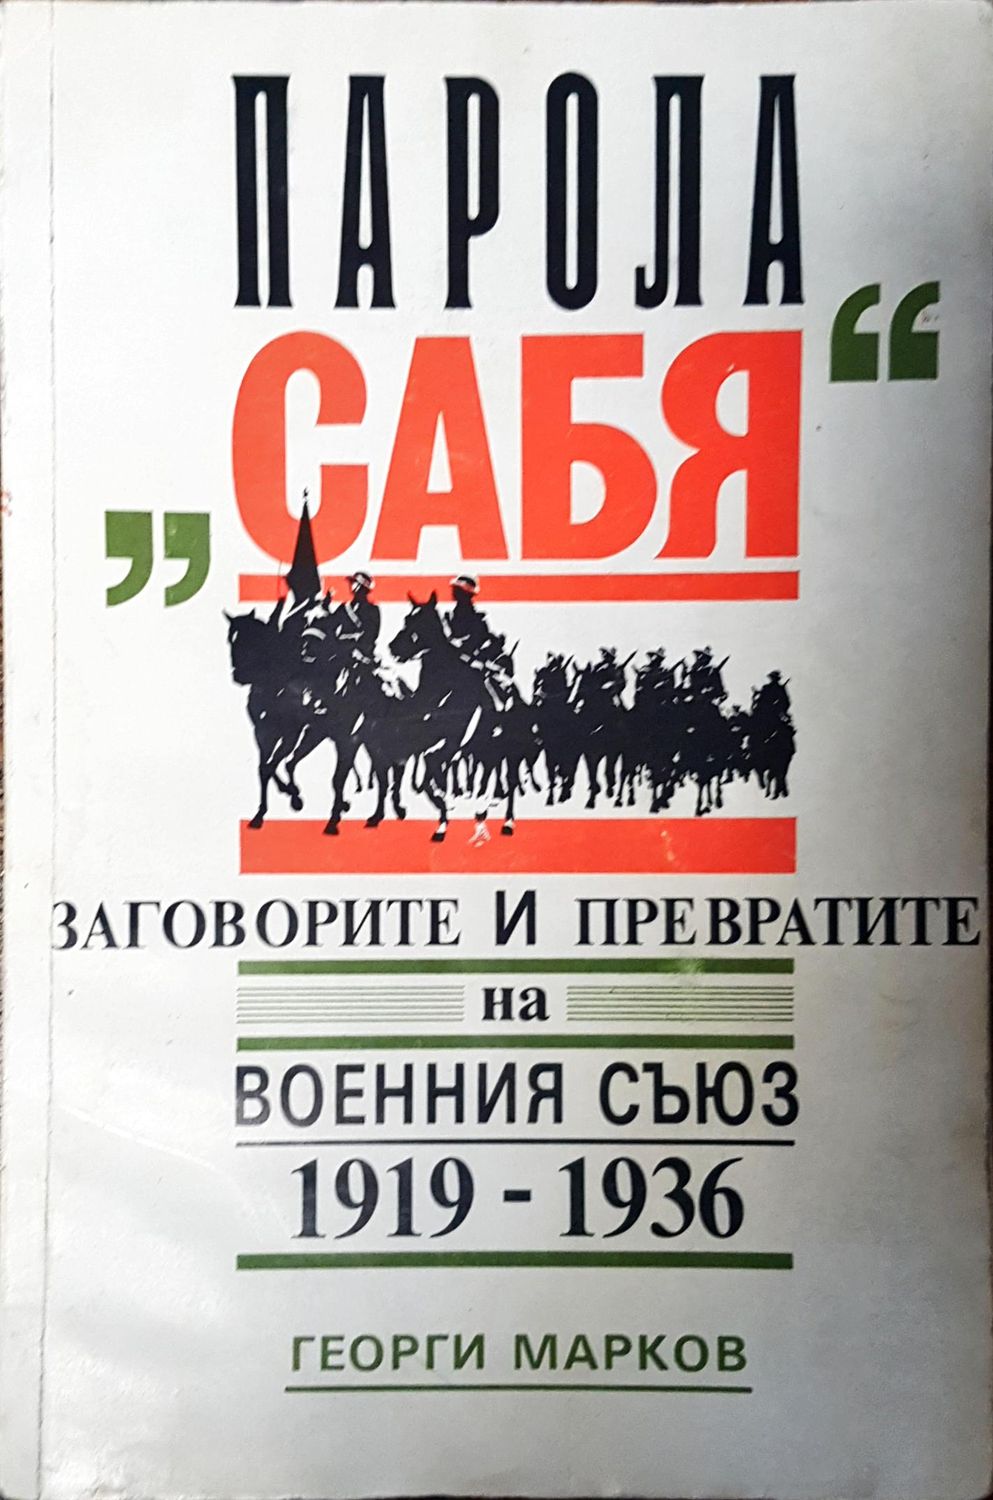 ПАРОЛА
„САБЯ“
ЗАГОВОРИТЕ И ПРЕВРАТИТЕ
на
ВОЕННИЯ СЪЮЗ
1919 - 1936
ГЕОРГИ МАРКОВ